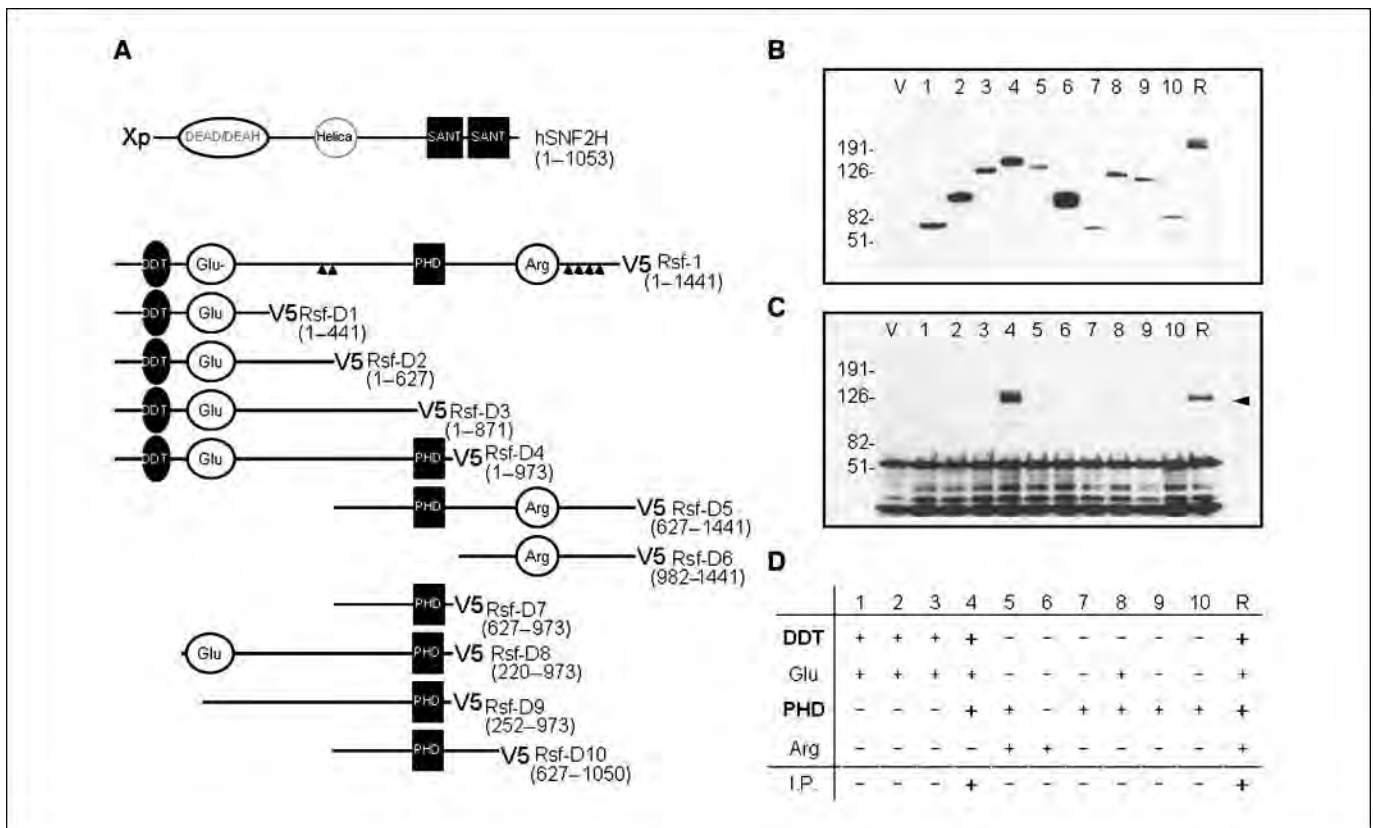 A
Xp DEAD/DEAH Helica SANT SANT hSNF2H
(1–1053)
DDT Glu- PHD Arg V5 Rsf-1
(1–1441)
DDT Glu V5 Rsf-D1
(1–441)
DDT Glu V5 Rsf-D2
(1–627)
DDT Glu V5 Rsf-D3
(1–871)
DDT Glu PHD V5 Rsf-D4
(1–973)
PHD Arg V5 Rsf-D5
(627–1441)
Arg V5 Rsf-D6
(982–1441)
PHD V5 Rsf-D7
(627–973)
Glu PHD V5 Rsf-D8
(220–973)
PHD V5 Rsf-D9
(252–973)
PHD V5 Rsf-D10
(627–1050)
B
V 1 2 3 4 5 6 7 8 9 10 R
191-
126-
82-
51-
C
V 1 2 3 4 5 6 7 8 9 10 R
191-
126-
82-
51-
D
1 2 3 4 5 6 7 8 9 10 R
DDT + + + + – – – – – – +
Glu + + + + – – – + – – +
PHD – – – + + – + + + + +
Arg – – – – + + – – – – +
I.P. – – – + – – – – – – +